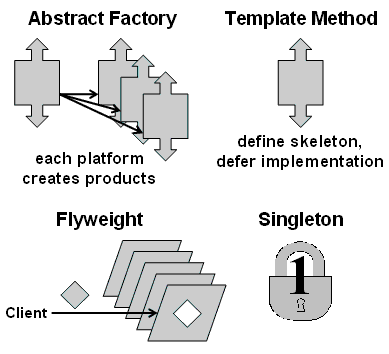 Abstract Factory
each platform
creates products
Template Method
define skeleton,
defer implementation
Flyweight
Client
Singleton
1